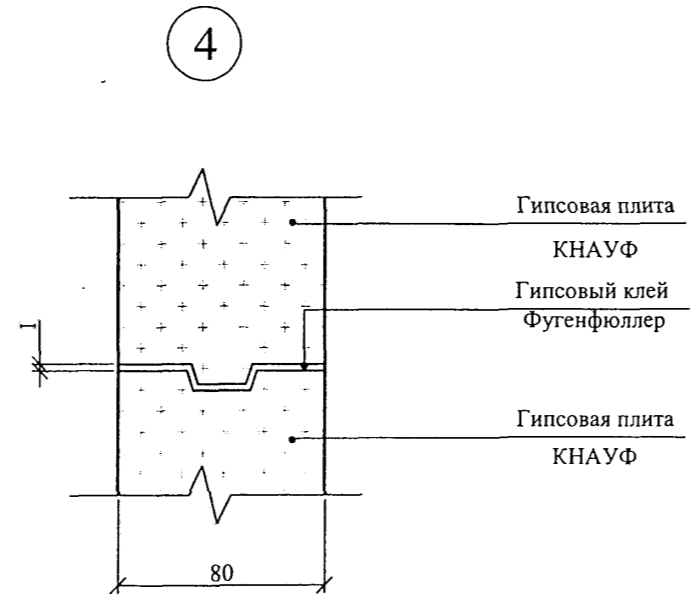 4
Гипсовая плита
КНАУФ
Гипсовый клей
Фугенфюллер
1
Гипсовая плита
КНАУФ
80